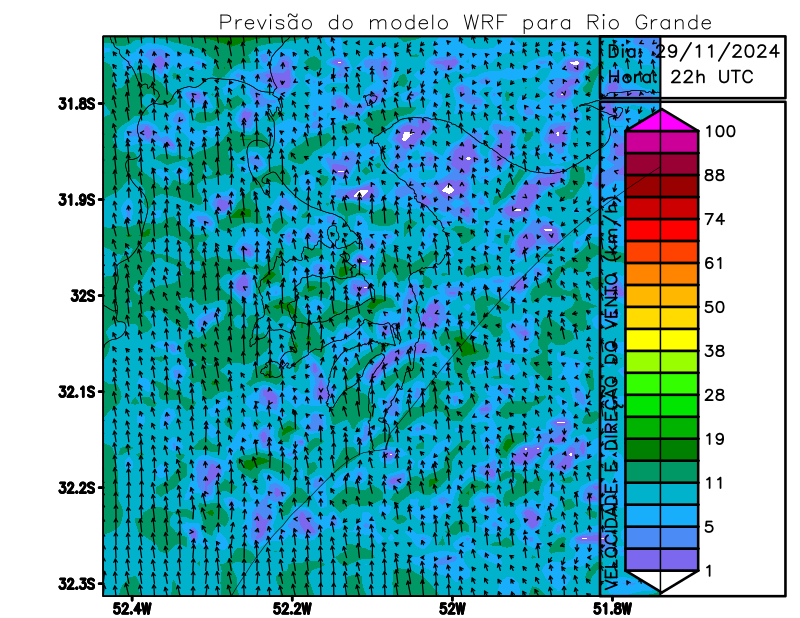 Previsão do modelo WRF para Rio Grande
Dia: 29/11/2024
Hora: 22h UTC
31.8S
31.9S
32S
32.1S
32.2S
32.3S
52.4W
52.2W
52W
51.8W
VELOCIDADE E DIREÇÃO DO VENTO (km/h)
100
88
74
61
50
38
28
19
11
5
1